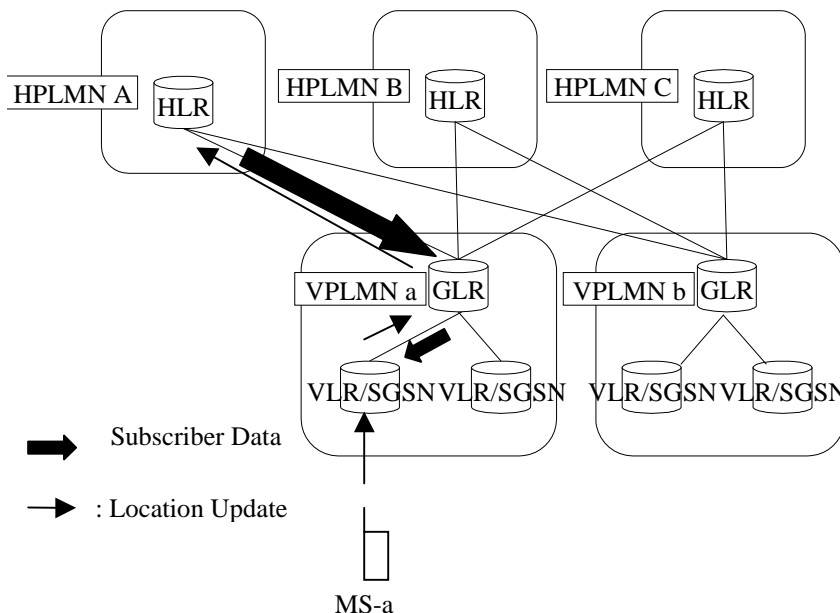 HPLMN A
HLR
HPLMN B
HLR
HPLMN C
HLR
VPLMN a
GLR
VPLMN b
GLR
VLR/SGSN
VLR/SGSN
VLR/SGSN
VLR/SGSN
Subscriber Data
: Location Update
MS-a